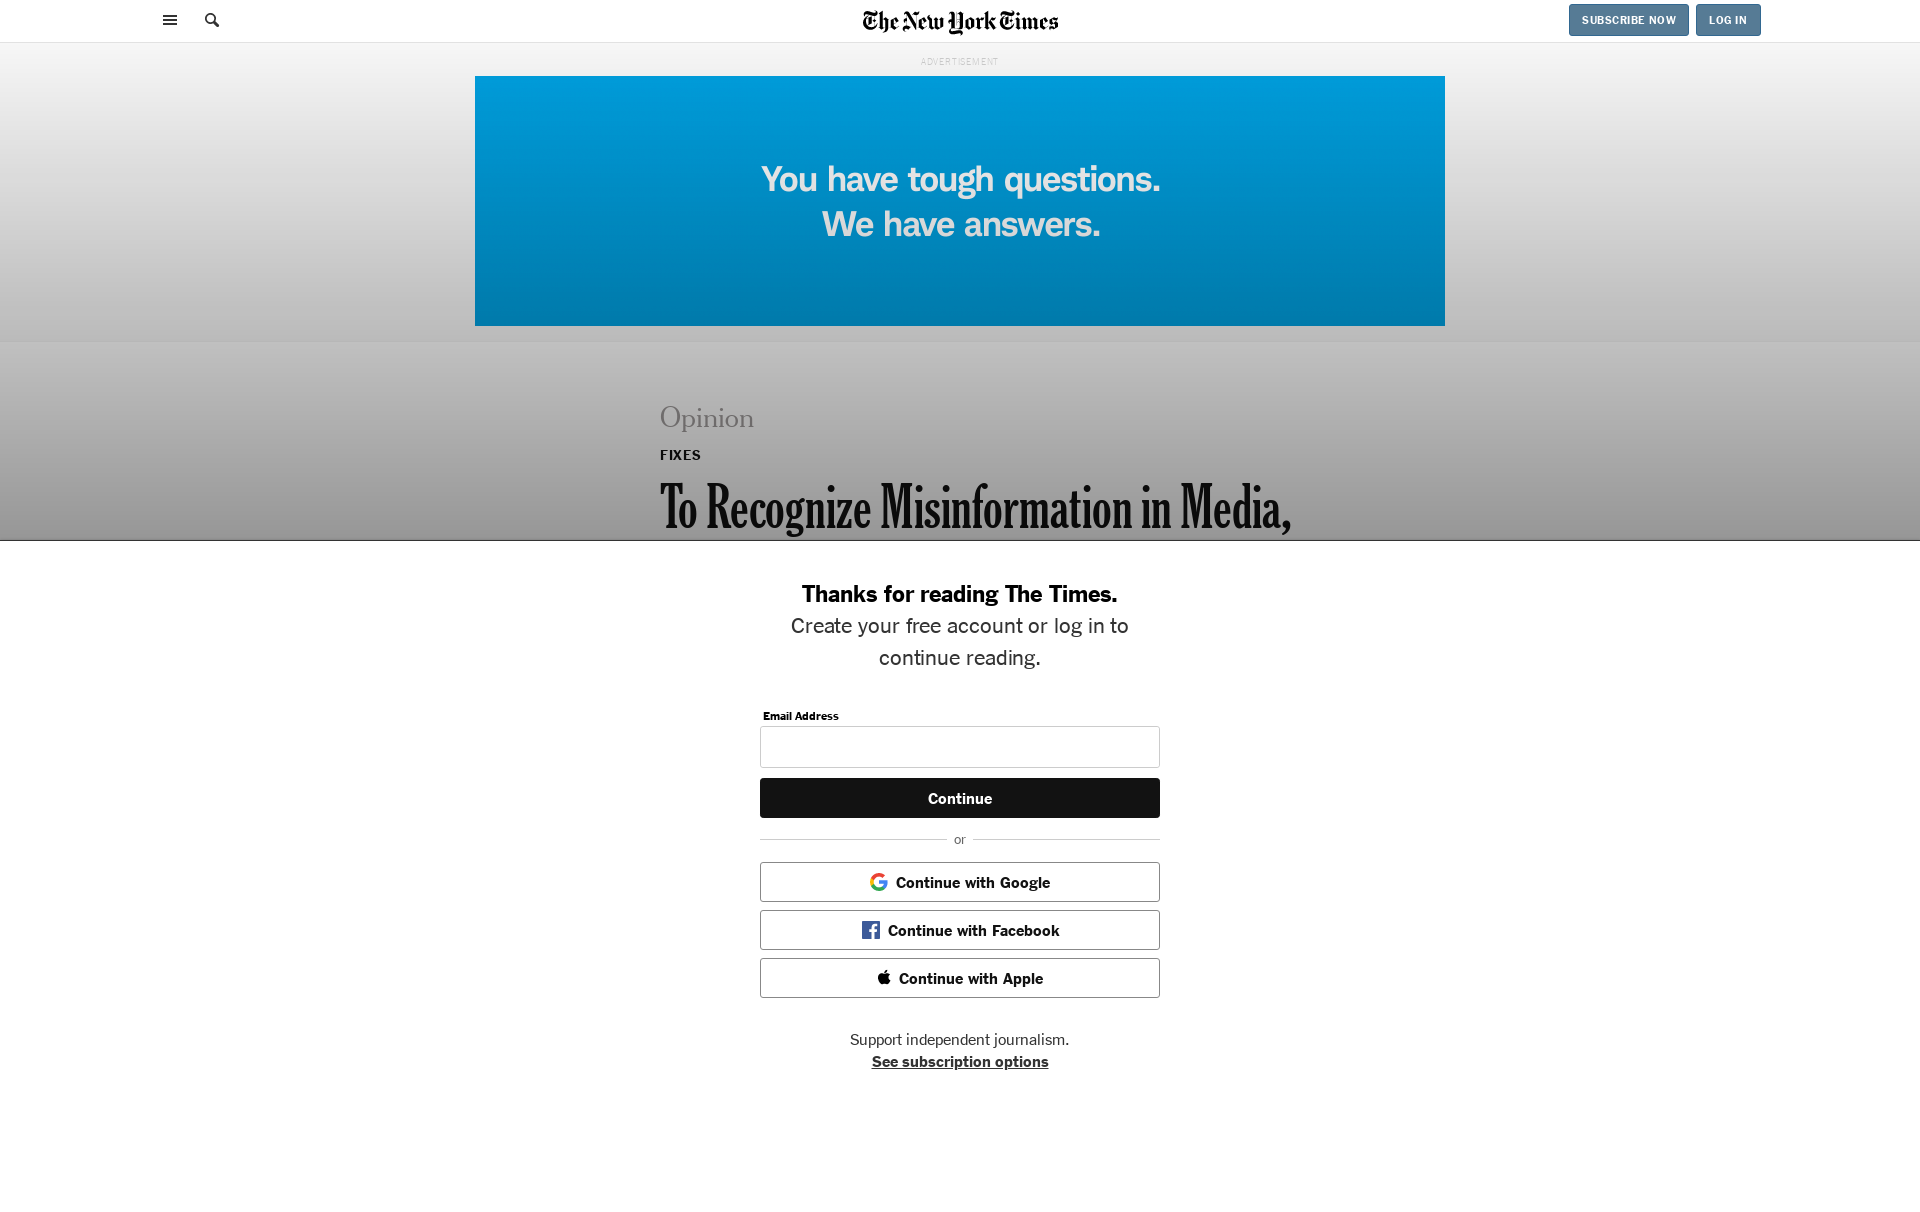 The New York Times
SUBSCRIBE NOW
LOG IN
ADVERTISEMENT
You have tough questions.
We have answers.
Opinion
FIXES
To Recognize Misinformation in Media,
Thanks for reading The Times.
Create your free account or log in to
continue reading.
Email Address
Continue
or
Continue with Google
Continue with Facebook
Continue with Apple
Support independent journalism.
See subscription options